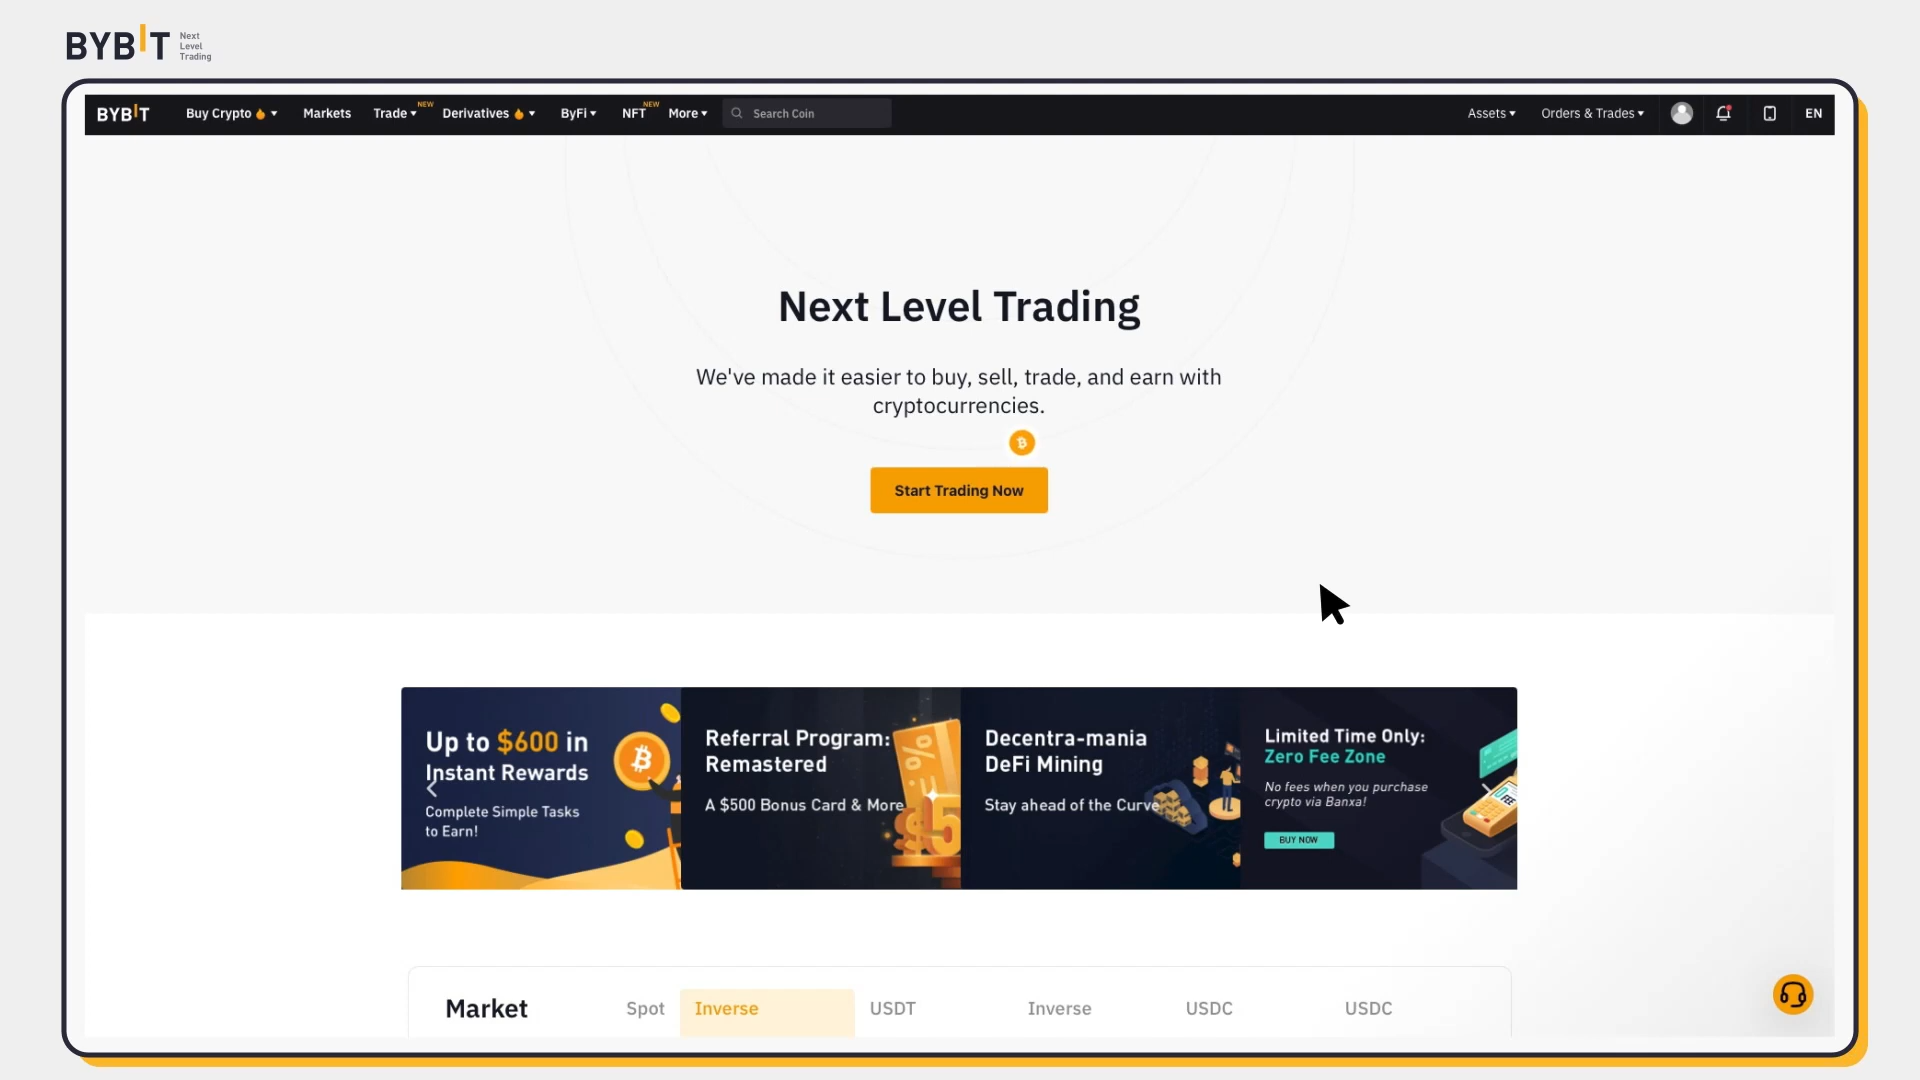 BYBIT
Next
Level
Trading
BYBIT Buy Crypto Markets Trade NEW Derivatives ByFi NFT NEW More Search Coin Assets Orders & Trades EN
Next Level Trading
We've made it easier to buy, sell, trade, and earn with
cryptocurrencies.
Start Trading Now
Up to $600 in
Instant Rewards
Complete Simple Tasks
to Earn!
Referral Program:
Remastered
A $500 Bonus Card & More
Decentra-mania
DeFi Mining
Stay ahead of the Curve
Limited Time Only:
Zero Fee Zone
No fees when you purchase
crypto via Banxa!
BUY NOW
Market Spot Inverse USDT Inverse USDC USDC